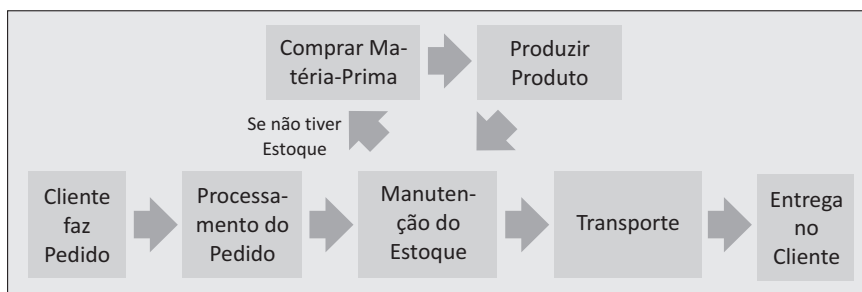 Comprar Ma-
téria-Prima
Produzir
Produto
Se não tiver
Estoque
Cliente
faz
Pedido
Processa-
mento do
Pedido
Manuten-
ção do
Estoque
Transporte
Entrega
no
Cliente